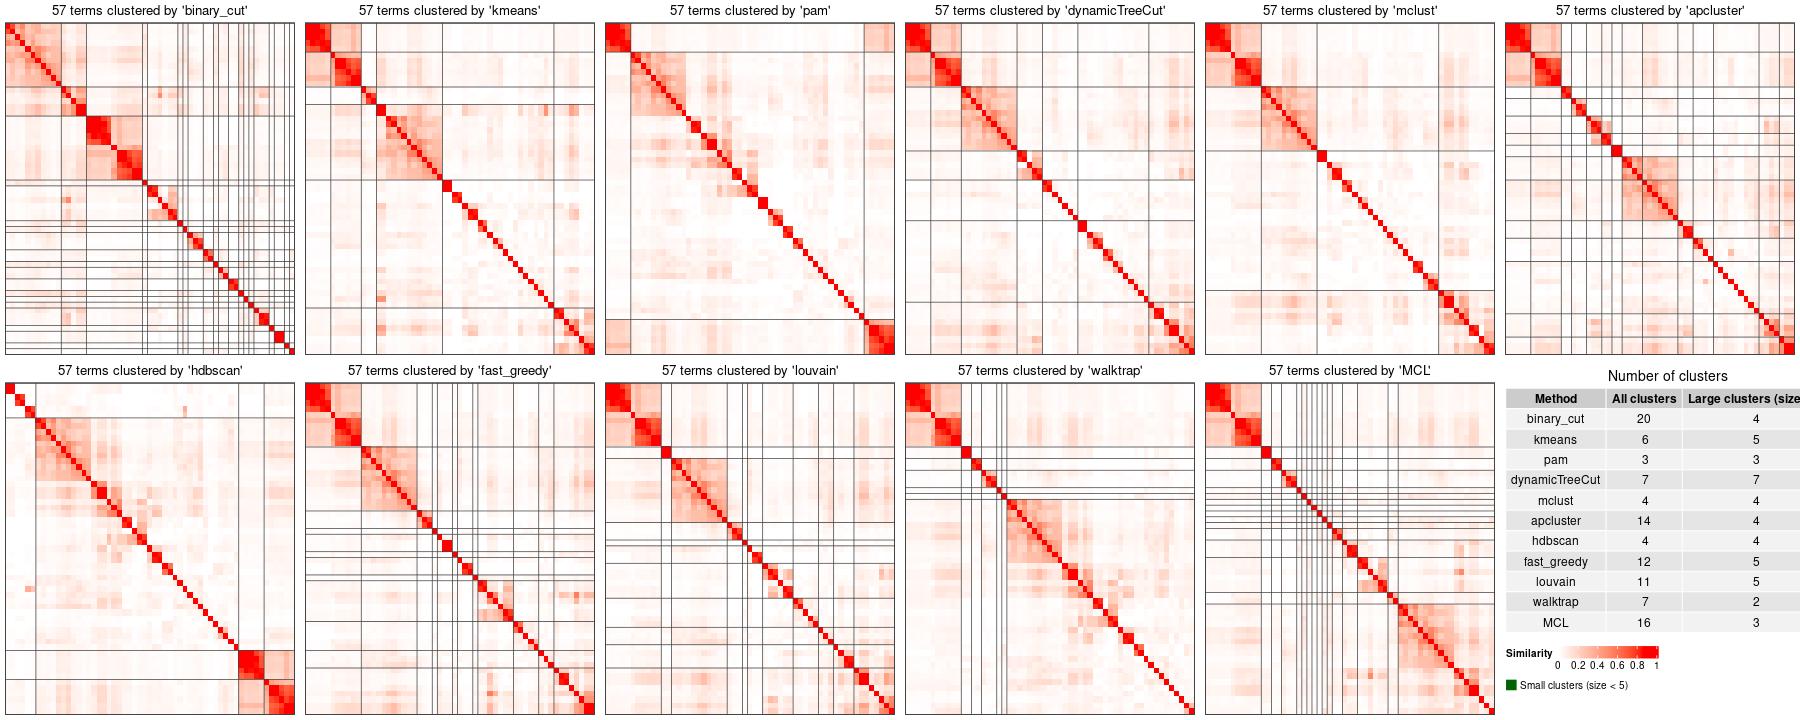 57 terms clustered by 'binary_cut'
57 terms clustered by 'kmeans'
57 terms clustered by 'pam'
57 terms clustered by 'dynamicTreeCut'
57 terms clustered by 'mclust'
57 terms clustered by 'apcluster'
57 terms clustered by 'hdbscan'
57 terms clustered by 'fast_greedy'
57 terms clustered by 'louvain'
57 terms clustered by 'walktrap'
57 terms clustered by 'MCL'
Number of clusters
Method All clusters Large clusters (size
binary_cut 20 4
kmeans 6 5
pam 3 3
dynamicTreeCut 7 7
mclust 4 4
apcluster 14 4
hdbscan 4 4
fast_greedy 12 5
louvain 11 5
walktrap 7 2
MCL 16 3
Similarity
0 0.2 0.4 0.6 0.8 1
Small clusters (size < 5)